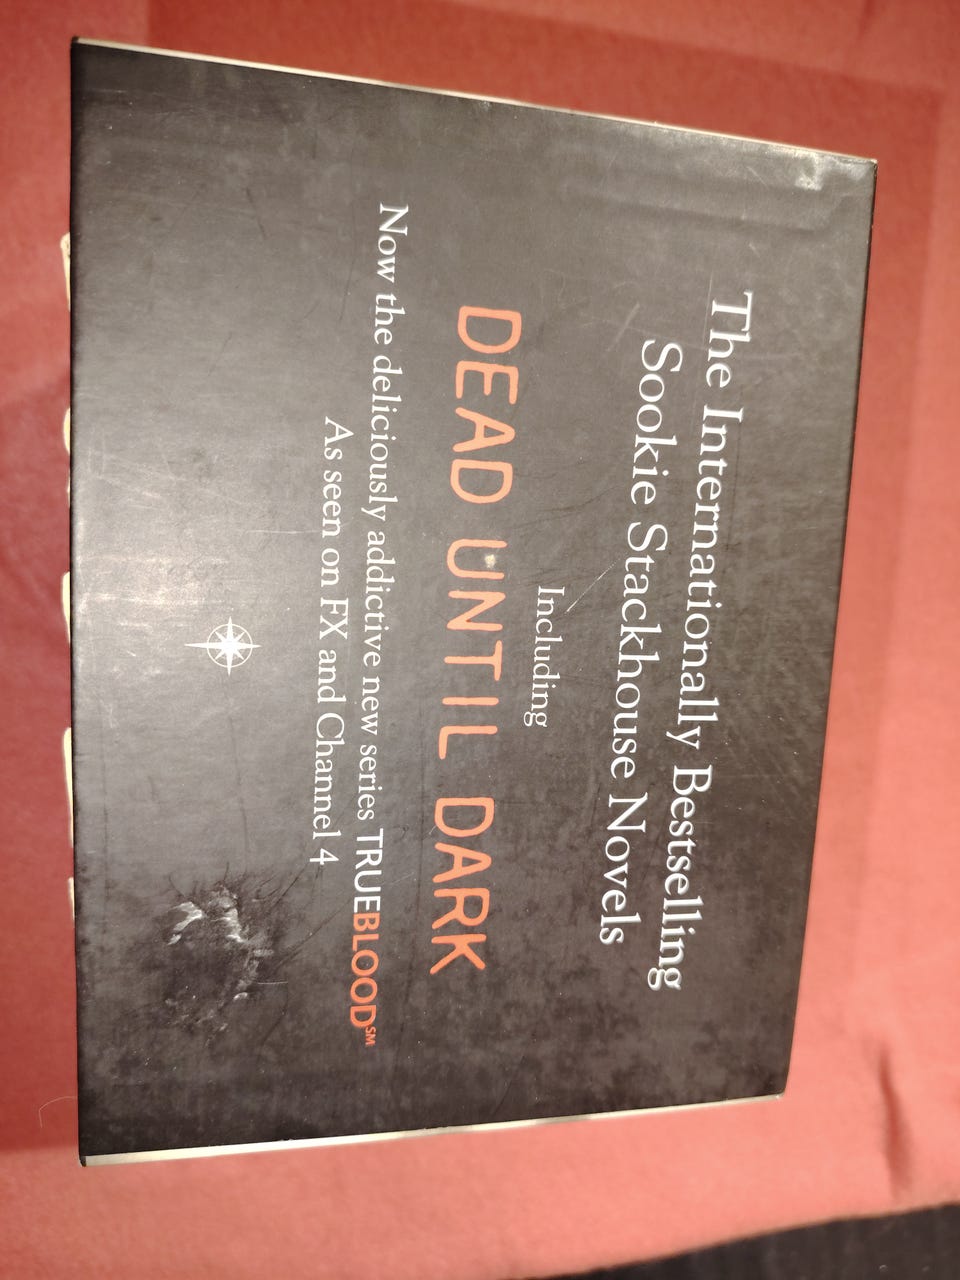 The Internationally Bestselling
Sookie Stackhouse Novels
Including
DEAD UNTIL DARK
Now the deliciously addictive new series TRUEBLOOD℠
As seen on FX and Channel 4